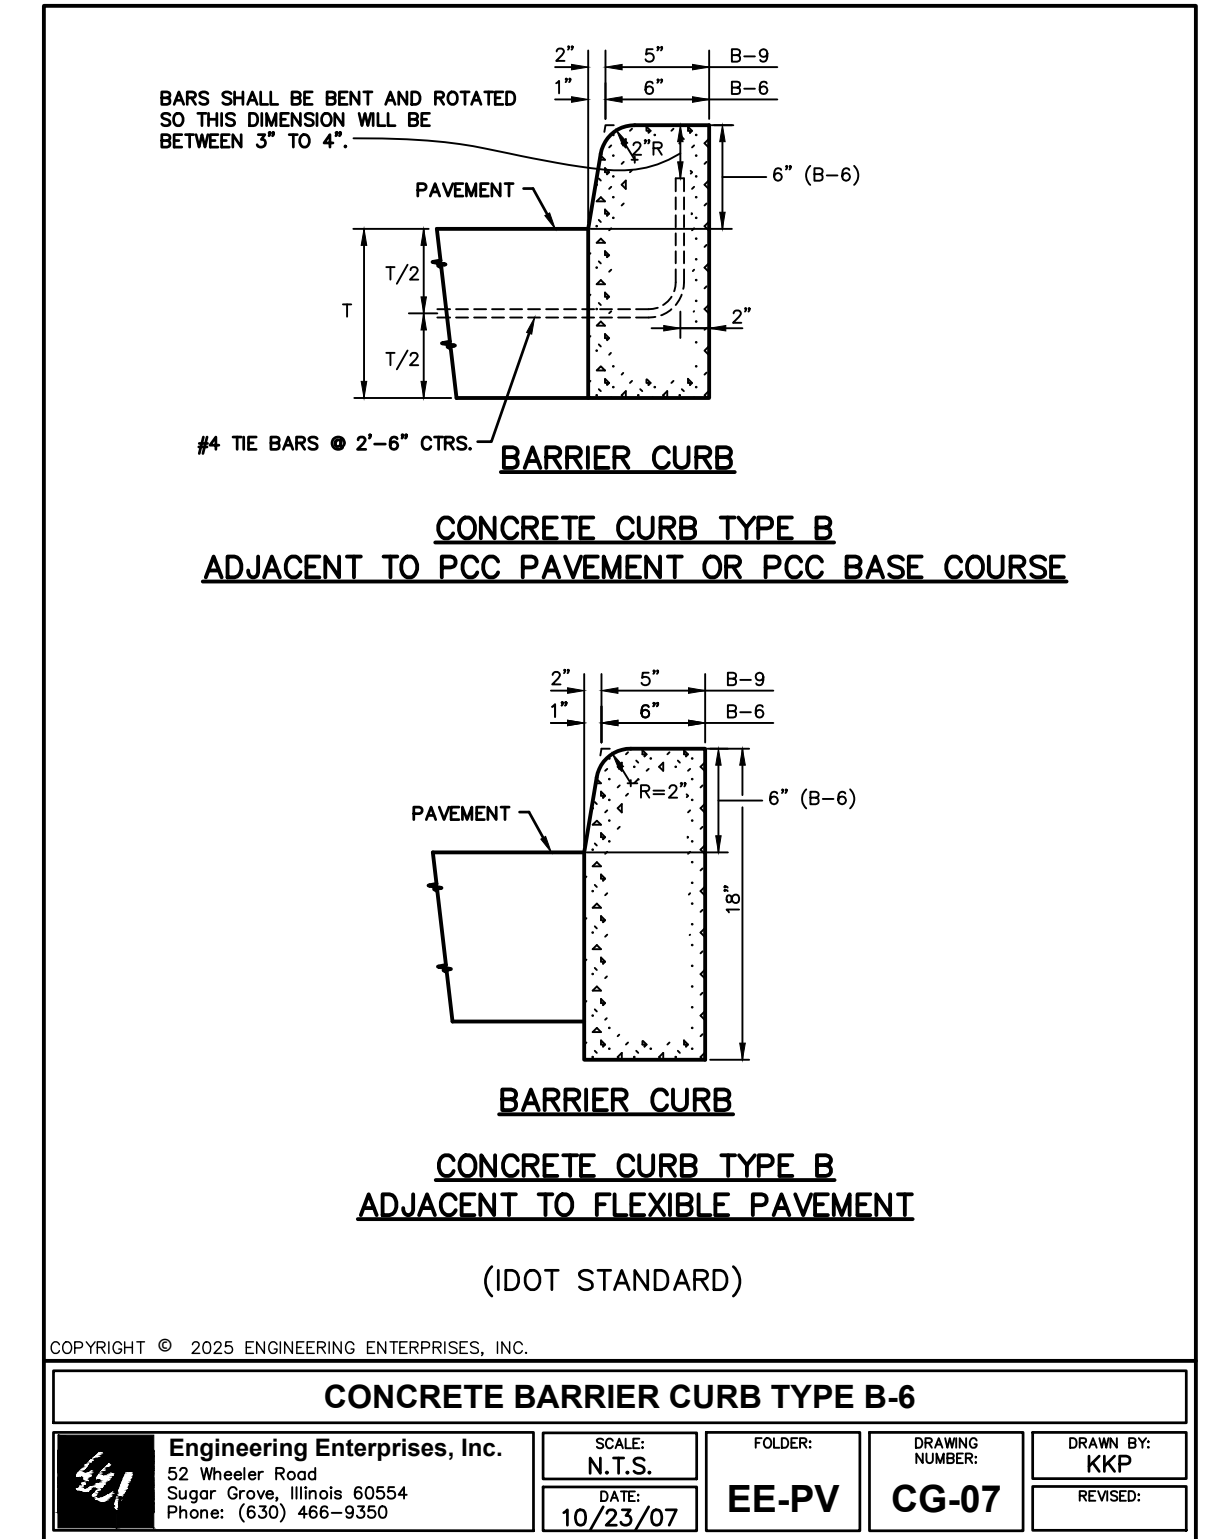 2" 5" B-9
1" 6" B-6
BARS SHALL BE BENT AND ROTATED
SO THIS DIMENSION WILL BE
BETWEEN 3" TO 4".
2"R
6" (B-6)
PAVEMENT
T/2
T
2"
T/2
#4 TIE BARS @ 2'-6" CTRS.
BARRIER CURB
CONCRETE CURB TYPE B
ADJACENT TO PCC PAVEMENT OR PCC BASE COURSE
2" 5" B-9
1" 6" B-6
R=2"
6" (B-6)
PAVEMENT
18"
BARRIER CURB
CONCRETE CURB TYPE B
ADJACENT TO FLEXIBLE PAVEMENT
(IDOT STANDARD)
COPYRIGHT © 2025 ENGINEERING ENTERPRISES, INC.
CONCRETE BARRIER CURB TYPE B-6
Engineering Enterprises, Inc.
52 Wheeler Road
Sugar Grove, Illinois 60554
Phone: (630) 466-9350
SCALE:
N.T.S.
DATE:
10/23/07
FOLDER:
EE-PV
DRAWING
NUMBER:
CG-07
DRAWN BY:
KKP
REVISED: